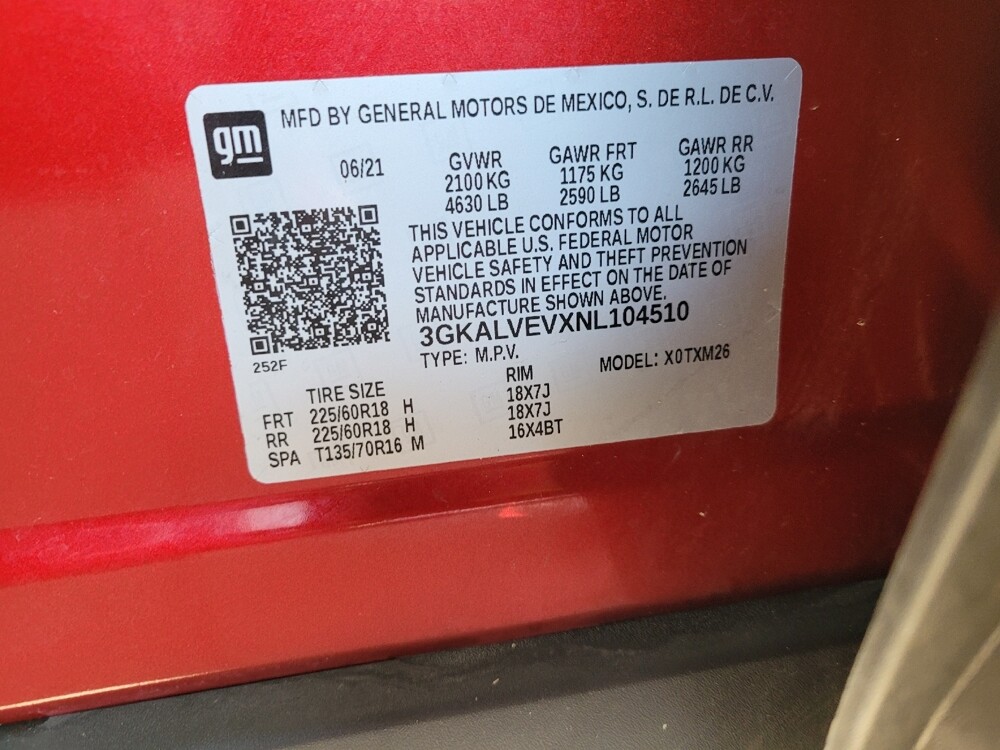 gm
MFD BY GENERAL MOTORS DE MEXICO, S. DE R.L. DE C.V.
06/21
GVWR GAWR FRT GAWR RR
2100 KG 1175 KG 1200 KG
4630 LB 2590 LB 2645 LB
THIS VEHICLE CONFORMS TO ALL
APPLICABLE U.S. FEDERAL MOTOR
VEHICLE SAFETY AND THEFT PREVENTION
STANDARDS IN EFFECT ON THE DATE OF
MANUFACTURE SHOWN ABOVE.
3GKALVEVXNL104510
TYPE: M.P.V. MODEL: X0TXM26
252F
TIRE SIZE RIM
FRT 225/60R18 H 18X7J
RR 225/60R18 H 18X7J
SPA T135/70R16 M 16X4BT